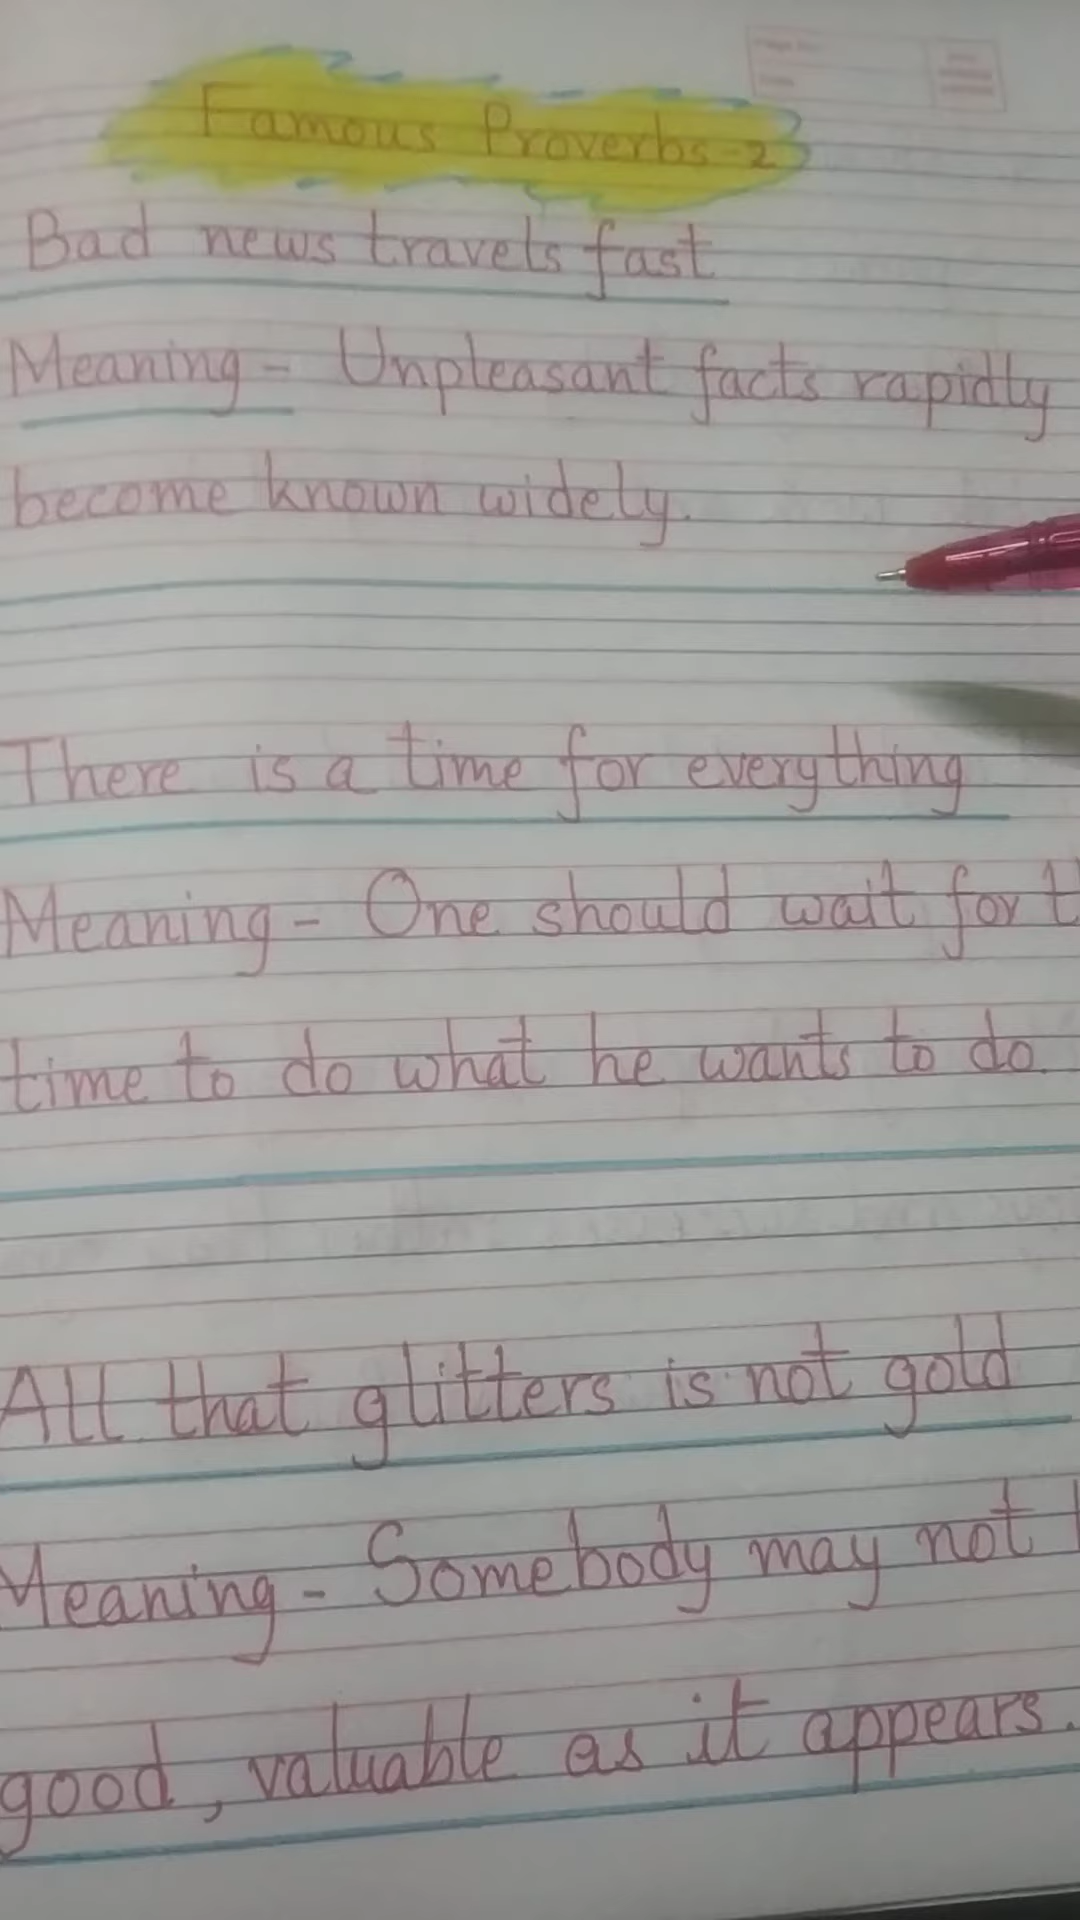 Famous Proverbs-2
Bad news travels fast
Meaning - Unpleasant facts rapidly
become known widely.
There is a time for everything
Meaning - One should wait for
time to do what he wants to do.
All that glitters is not gold
Meaning - Somebody may not
good, valuable as it appears.